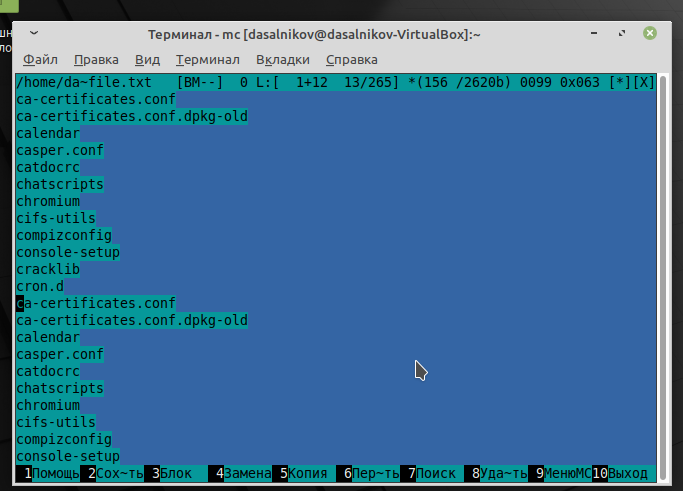 шн
ло
Терминал - mc [dasalnikov@dasalnikov-VirtualBox]:~
Файл Правка Вид Терминал Вкладки Справка
/home/da~file.txt [BM--] 0 L:[ 1+12 13/265] *(156 /2620b) 0099 0x063 [*][X]
ca-certificates.conf
ca-certificates.conf.dpkg-old
calendar
casper.conf
catdocrc
chatscripts
chromium
cifs-utils
compizconfig
console-setup
cracklib
cron.d
ca-certificates.conf
ca-certificates.conf.dpkg-old
calendar
casper.conf
catdocrc
chatscripts
chromium
cifs-utils
compizconfig
console-setup
1Помощь 2Сох~ть 3Блок 4Замена 5Копия 6Пер~ть 7Поиск 8Уда~ть 9МенюMC 10Выход